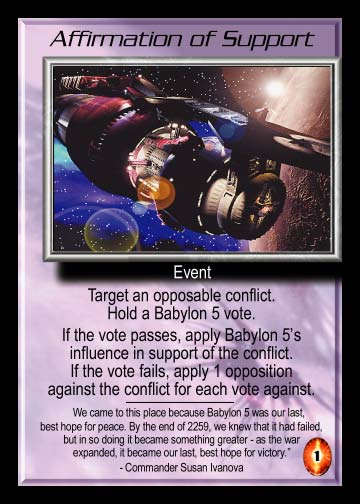 Affirmation of Support
Event
Target an opposable conflict.
Hold a Babylon 5 vote.
If the vote passes, apply Babylon 5's
influence in support of the conflict.
If the vote fails, apply 1 opposition
against the conflict for each vote against.
We came to this place because Babylon 5 was our last,
best hope for peace. By the end of 2259, we knew that it had failed,
but in so doing it became something greater - as the war
expanded, it became our last, best hope for victory."
- Commander Susan Ivanova
1